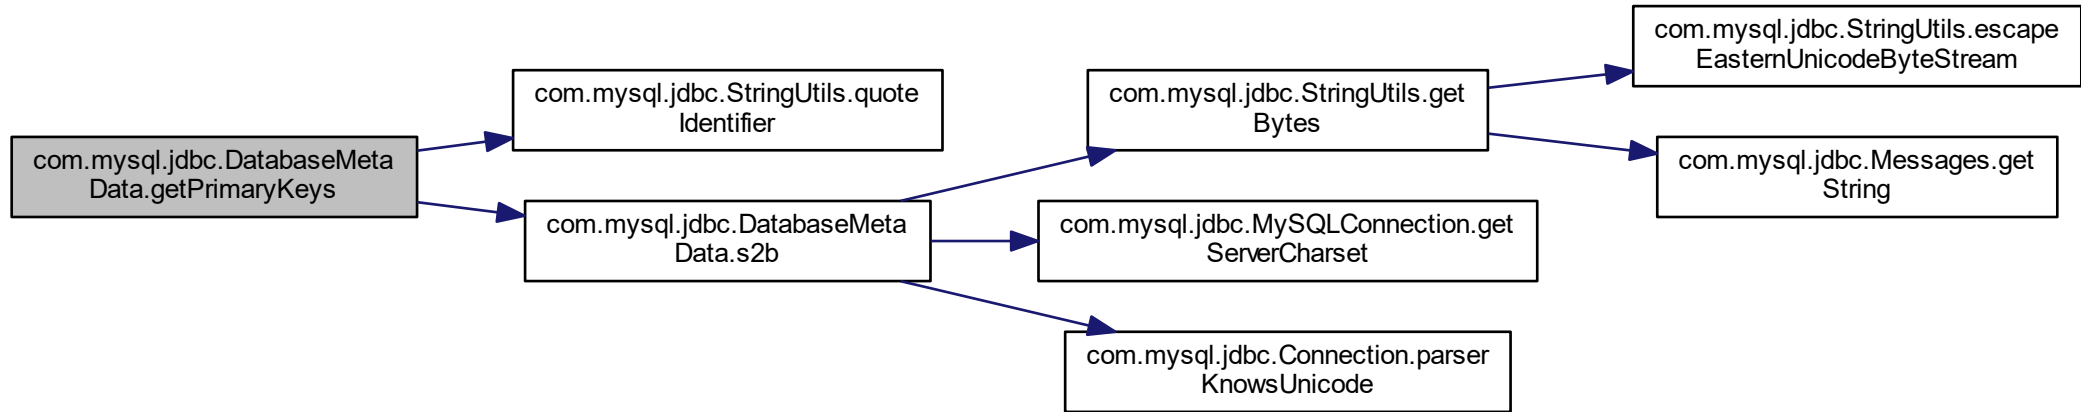 com.mysql.jdbc.DatabaseMeta
Data.getPrimaryKeys
com.mysql.jdbc.StringUtils.quote
Identifier
com.mysql.jdbc.DatabaseMeta
Data.s2b
com.mysql.jdbc.StringUtils.get
Bytes
com.mysql.jdbc.MySQLConnection.get
ServerCharset
com.mysql.jdbc.Connection.parser
KnowsUnicode
com.mysql.jdbc.StringUtils.escape
EasternUnicodeByteStream
com.mysql.jdbc.Messages.get
String